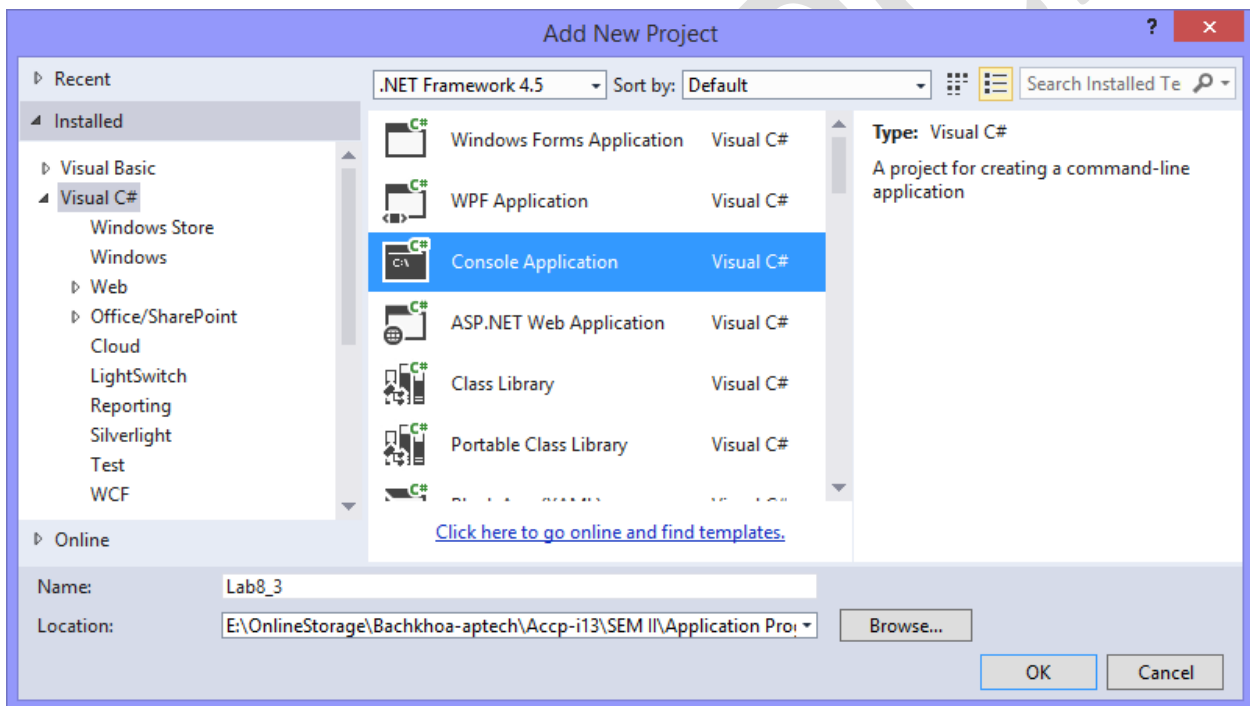 Add New Project
?
Recent
.NET Framework 4.5
Sort by:
Default
Search Installed Te
Installed
Visual Basic
Visual C#
Windows Store
Windows
Web
Office/SharePoint
Cloud
LightSwitch
Reporting
Silverlight
Test
WCF
Online
C# Windows Forms Application Visual C#
C# WPF Application Visual C#
C# C:\ Console Application Visual C#
C# ASP.NET Web Application Visual C#
C# Class Library Visual C#
C# Portable Class Library Visual C#
C#
Click here to go online and find templates.
Type: Visual C#
A project for creating a command-line
application
Name: Lab8_3
Location: E:\OnlineStorage\Bachkhoa-aptech\Accp-i13\SEM II\Application Pro
Browse...
OK Cancel